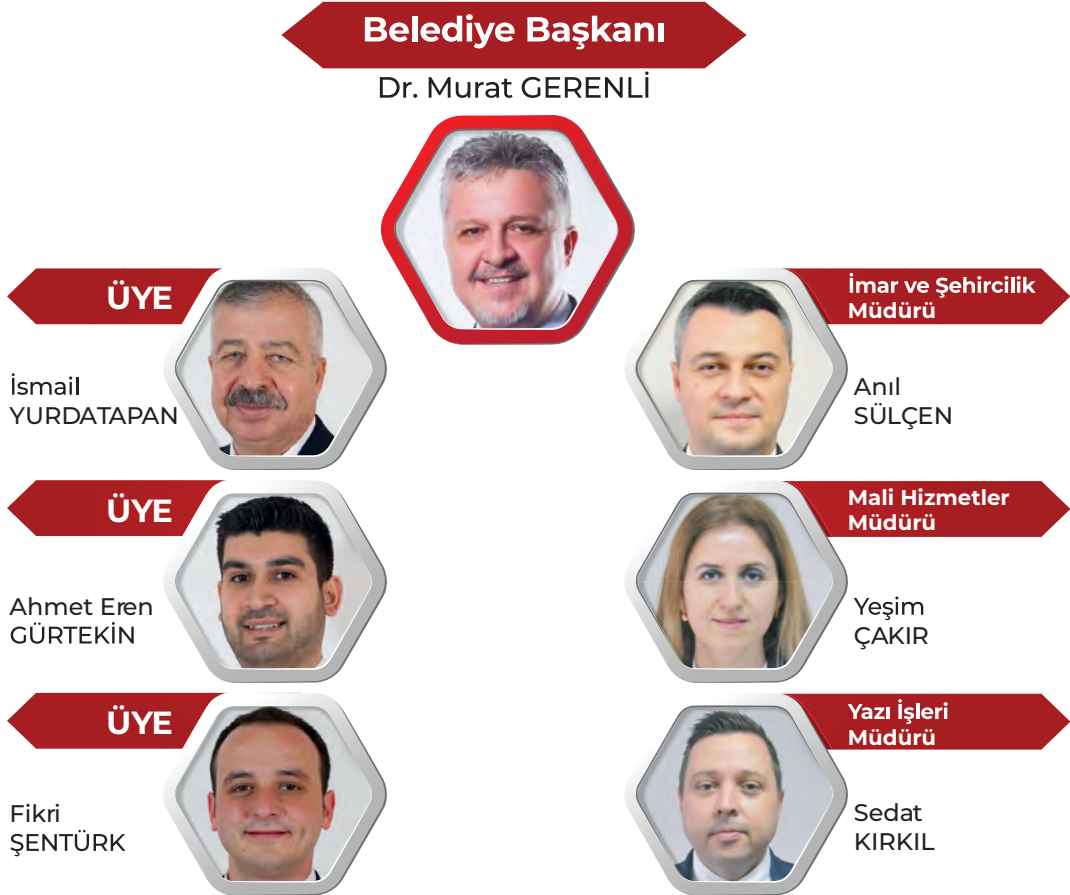 Belediye Başkanı
Dr. Murat GERENLİ
ÜYE
İsmail
YURDATAPAN
İmar ve Şehircilik
Müdürü
Anıl
SÜLÇEN
ÜYE
Ahmet Eren
GÜRTEKİN
Mali Hizmetler
Müdürü
Yeşim
ÇAKIR
ÜYE
Fikri
ŞENTÜRK
Yazı İşleri
Müdürü
Sedat
KIRKIL